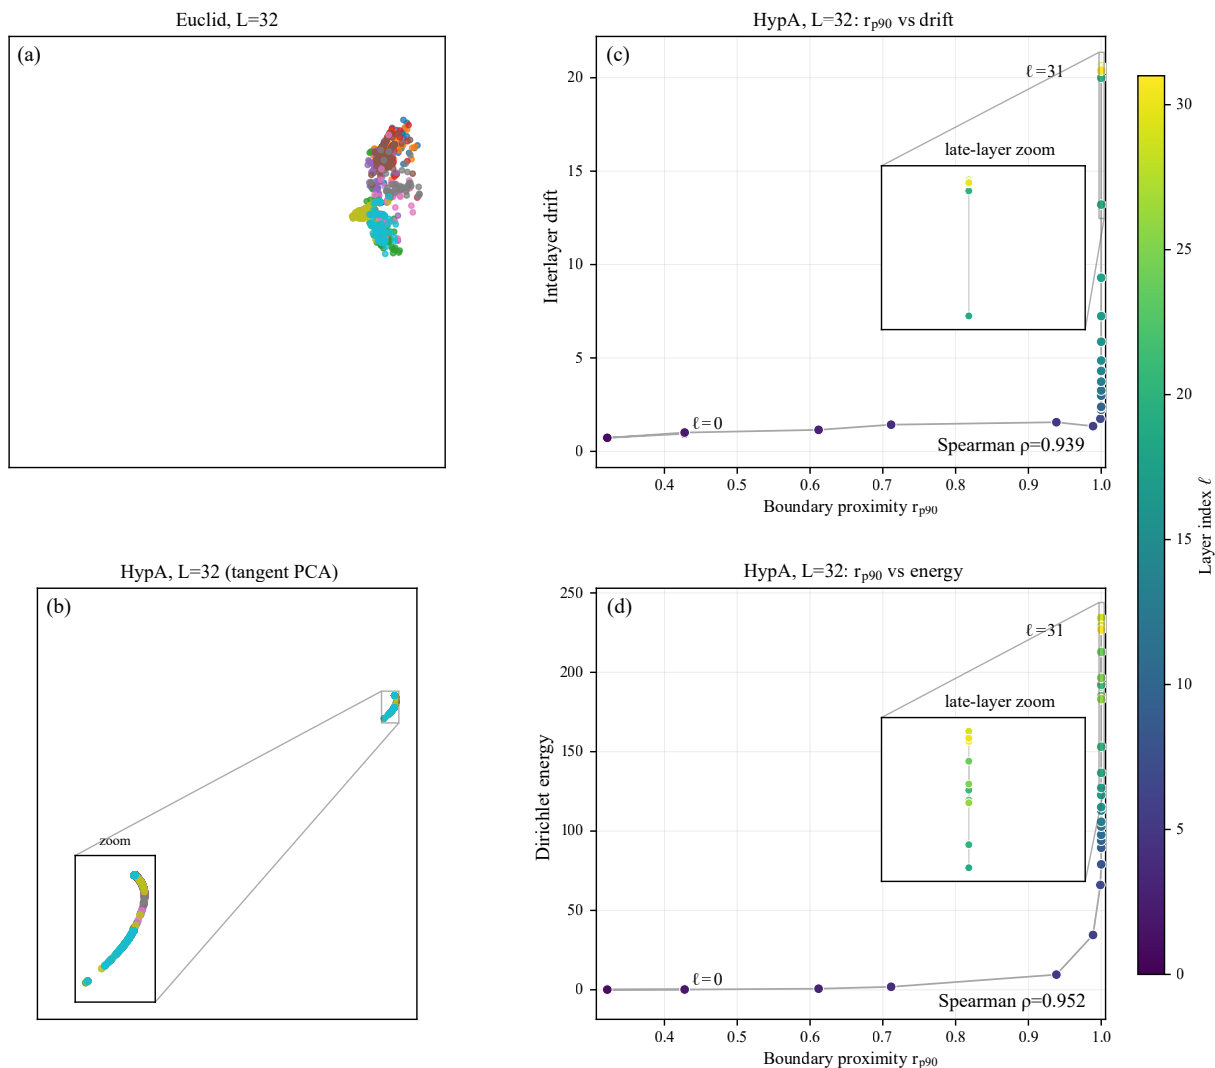 Euclid, L=32
(a)
HypA, L=32: rp90 vs drift
(c)
20
15
10
5
0
Interlayer drift
ℓ=31
late-layer zoom
ℓ=0
Spearman ρ=0.939
0.4 0.5 0.6 0.7 0.8 0.9 1.0
Boundary proximity rp90
30
25
20
15
10
5
0
Layer index ℓ
HypA, L=32 (tangent PCA)
(b)
zoom
HypA, L=32: rp90 vs energy
(d)
250
200
150
100
50
0
Dirichlet energy
ℓ=31
late-layer zoom
ℓ=0
Spearman ρ=0.952
0.4 0.5 0.6 0.7 0.8 0.9 1.0
Boundary proximity rp90